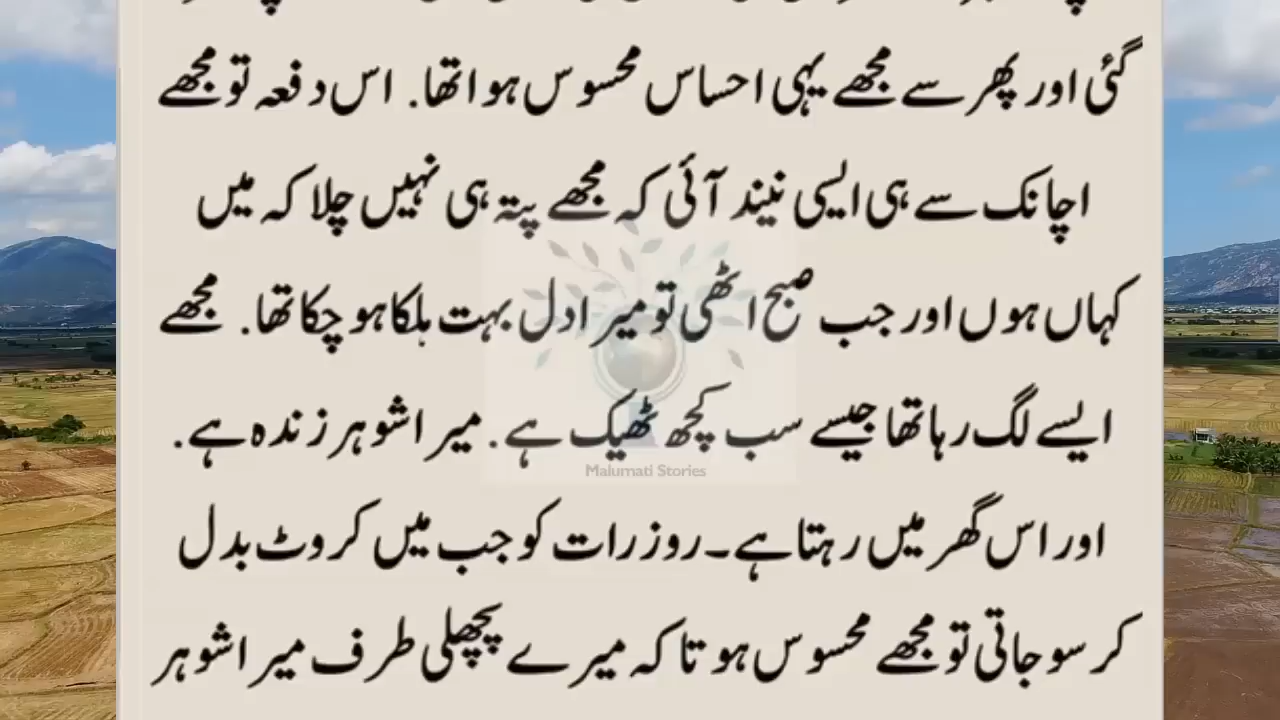 گئی اور پھر سے مجھے یہی احساس محسوس ہوا تھا. اس دفعہ تو مجھے
اچانک سے ہی ایسی نیند آئی کہ مجھے پتہ ہی نہیں چلا کہ میں
کہاں ہوں اور جب صبح اٹھی تو میرا دل بہت ہلکا ہو چکا تھا. مجھے
ایسے لگ رہا تھا جیسے سب کچھ ٹھیک ہے. میرا شوہر زندہ ہے.
Malumati Stories
اور اس گھر میں رہتا ہے۔ روز رات کو جب میں کروٹ بدل
کر سو جاتی تو مجھے محسوس ہوتا کہ میرے پچھلی طرف میرا شوہر